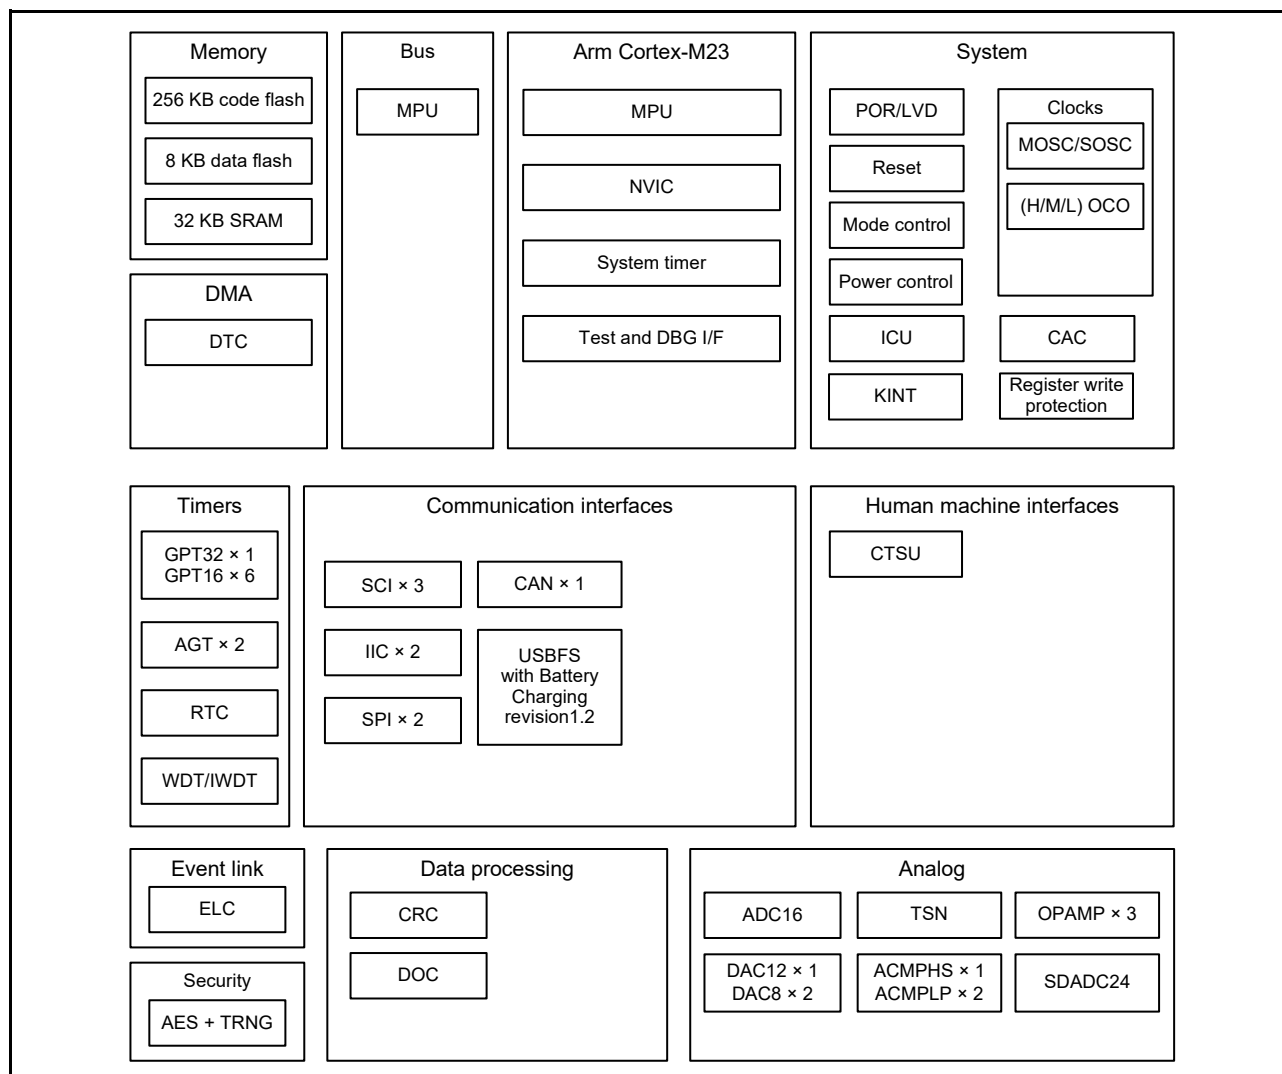 Memory
256 KB code flash
8 KB data flash
32 KB SRAM
DMA
DTC
Bus
MPU
Arm Cortex-M23
MPU
NVIC
System timer
Test and DBG I/F
System
POR/LVD
Reset
Mode control
Power control
ICU
KINT
Clocks
MOSC/SOSC
(H/M/L) OCO
CAC
Register write
protection
Timers
GPT32 × 1
GPT16 × 6
AGT × 2
RTC
WDT/IWDT
Communication interfaces
SCI × 3
IIC × 2
SPI × 2
CAN × 1
USBFS
with Battery
Charging
revision1.2
Human machine interfaces
CTSU
Event link
ELC
Security
AES + TRNG
Data processing
CRC
DOC
Analog
ADC16
TSN
OPAMP × 3
DAC12 × 1
DAC8 × 2
ACMPHS × 1
ACMPLP × 2
SDADC24